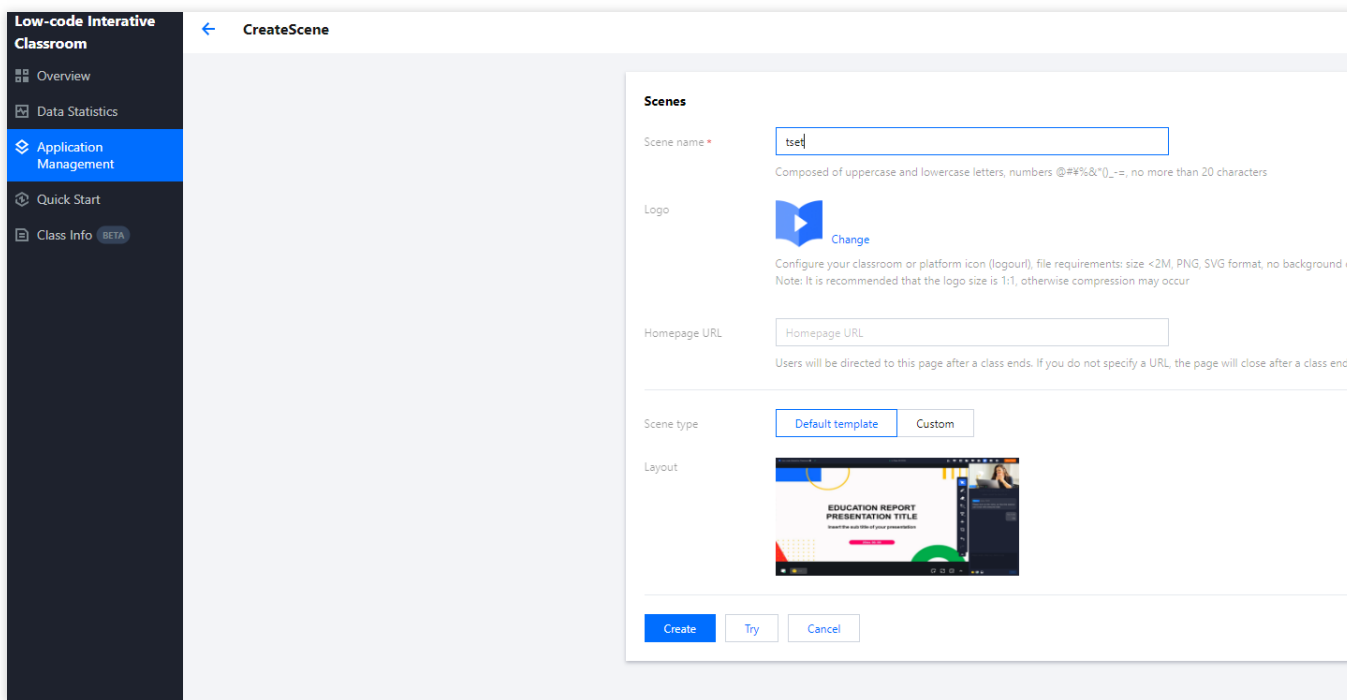 Low-code Interative
Classroom
Overview
Data Statistics
Application
Management
Quick Start
Class Info BETA
CreateScene
Scenes
Scene name *
tset
Composed of uppercase and lowercase letters, numbers @#¥%&*()_-=, no more than 20 characters
Logo
Change
Configure your classroom or platform icon (logourl), file requirements: size <2M, PNG, SVG format, no background
Note: It is recommended that the logo size is 1:1, otherwise compression may occur
Homepage URL
Homepage URL
Users will be directed to this page after a class ends. If you do not specify a URL, the page will close after a class end
Scene type
Default template
Custom
Layout
EDUCATION REPORT
PRESENTATION TITLE
Insert the sub title of your presentation
Create
Try
Cancel